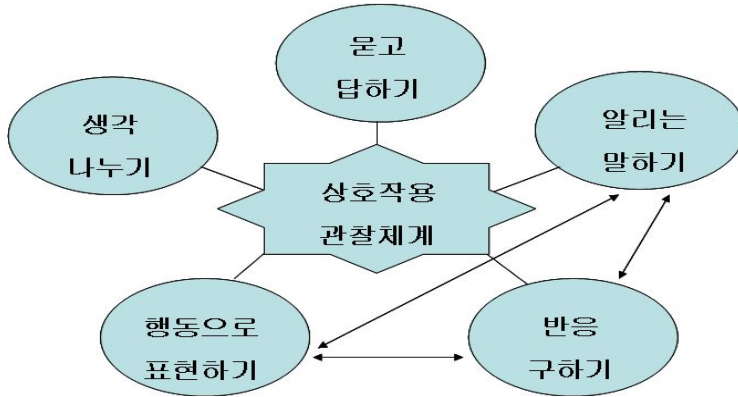 묻고
답하기
생각
나누기
알리는
말하기
상호작용
관찰체계
행동으로
표현하기
반응
구하기